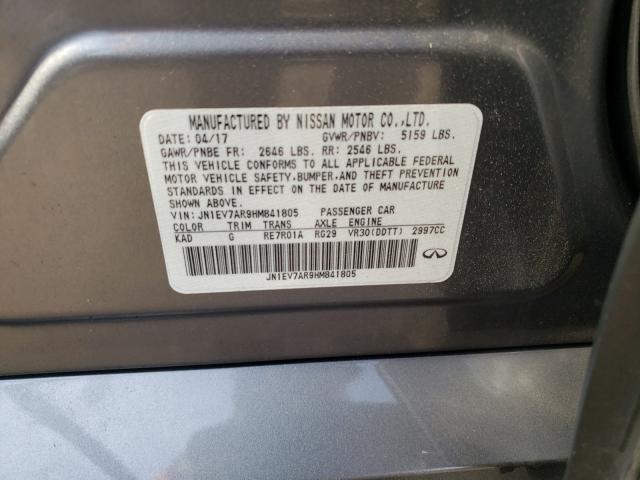 MANUFACTURED BY NISSAN MOTOR CO.,LTD.
DATE: 04/17 GVWR/PNBV: 5159 LBS.
GAWR/PNBE FR: 2646 LBS. RR: 2546 LBS.
THIS VEHICLE CONFORMS TO ALL APPLICABLE FEDERAL
MOTOR VEHICLE SAFETY,BUMPER,AND THEFT PREVENTION
STANDARDS IN EFFECT ON THE DATE OF MANUFACTURE
SHOWN ABOVE.
VIN: JN1EV7AR9HM841805 PASSENGER CAR
COLOR TRIM TRANS AXLE ENGINE
KAD G RE7R01A RG29 VR30(DDTT) 2997CC
JN1EV7AR9HM841805